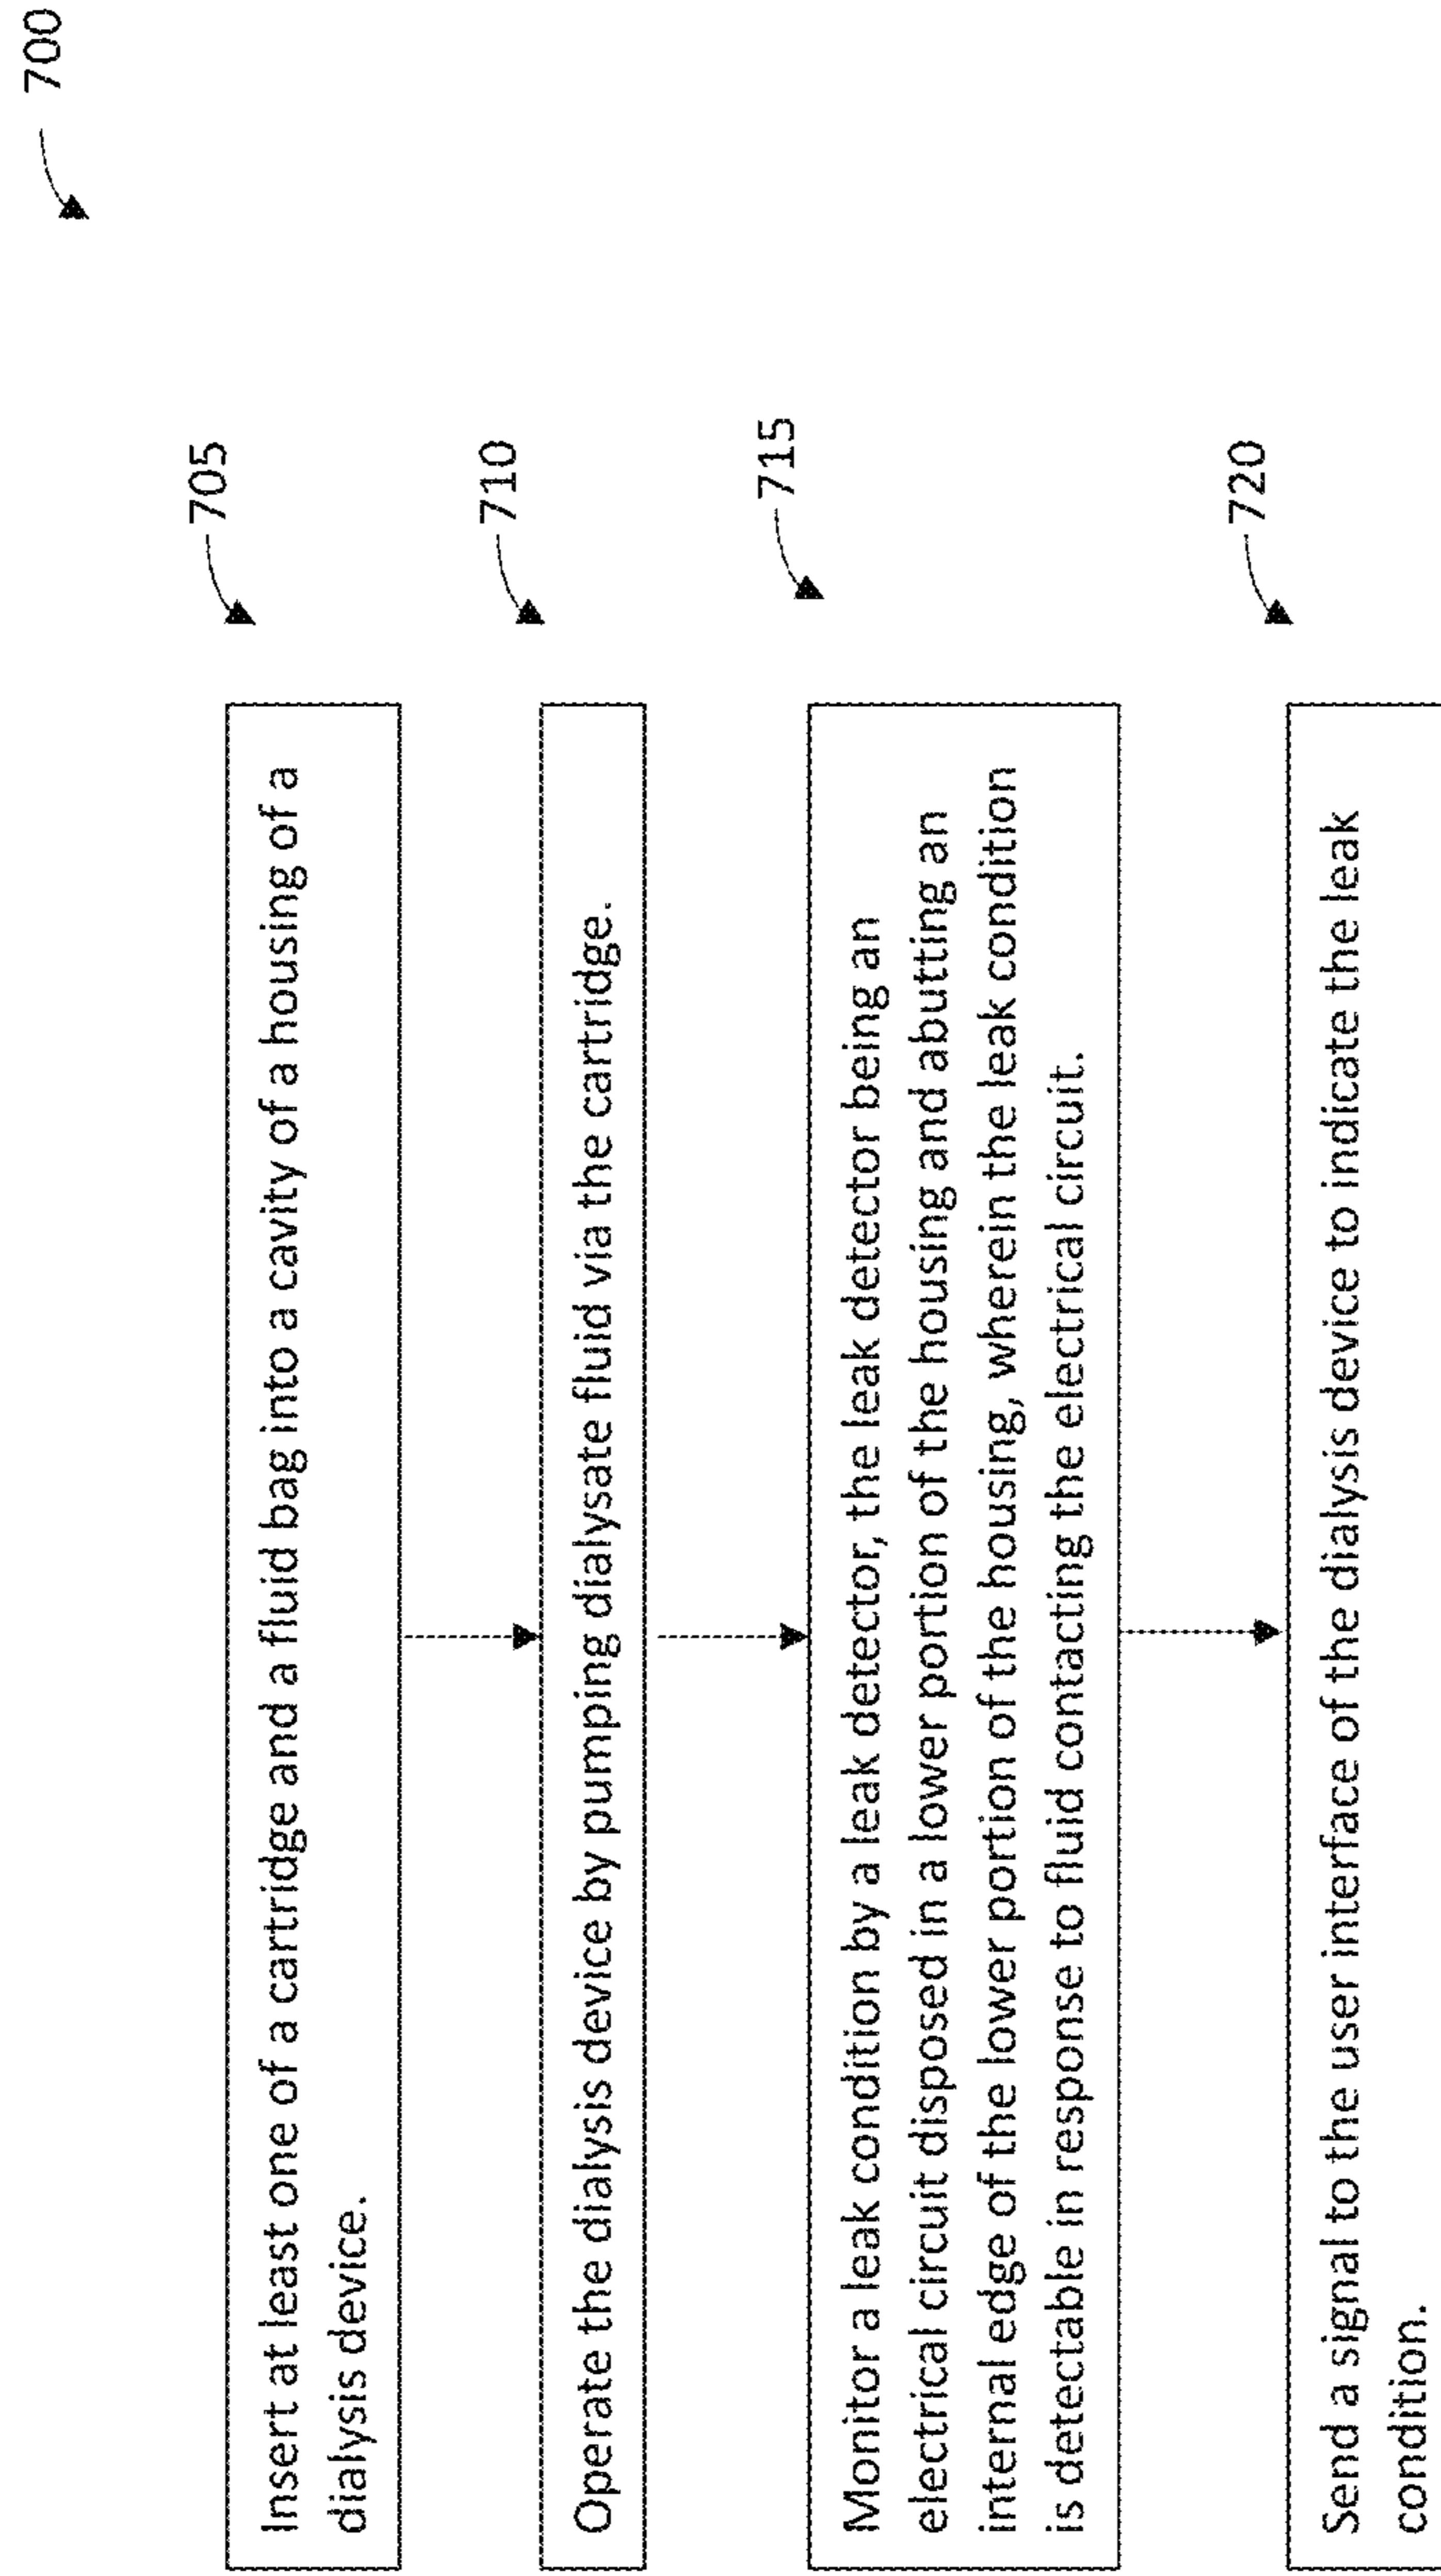 700
705
Insert at least one of a cartridge and a fluid bag into a cavity of a housing of a
dialysis device.
710
Operate the dialysis device by pumping dialysate fluid via the cartridge.
715
Monitor a leak condition by a leak detector, the leak detector being an
electrical circuit disposed in a lower portion of the housing and abutting an
internal edge of the lower portion of the housing, wherein the leak condition
is detectable in response to fluid contacting the electrical circuit.
720
Send a signal to the user interface of the dialysis device to indicate the leak
condition.